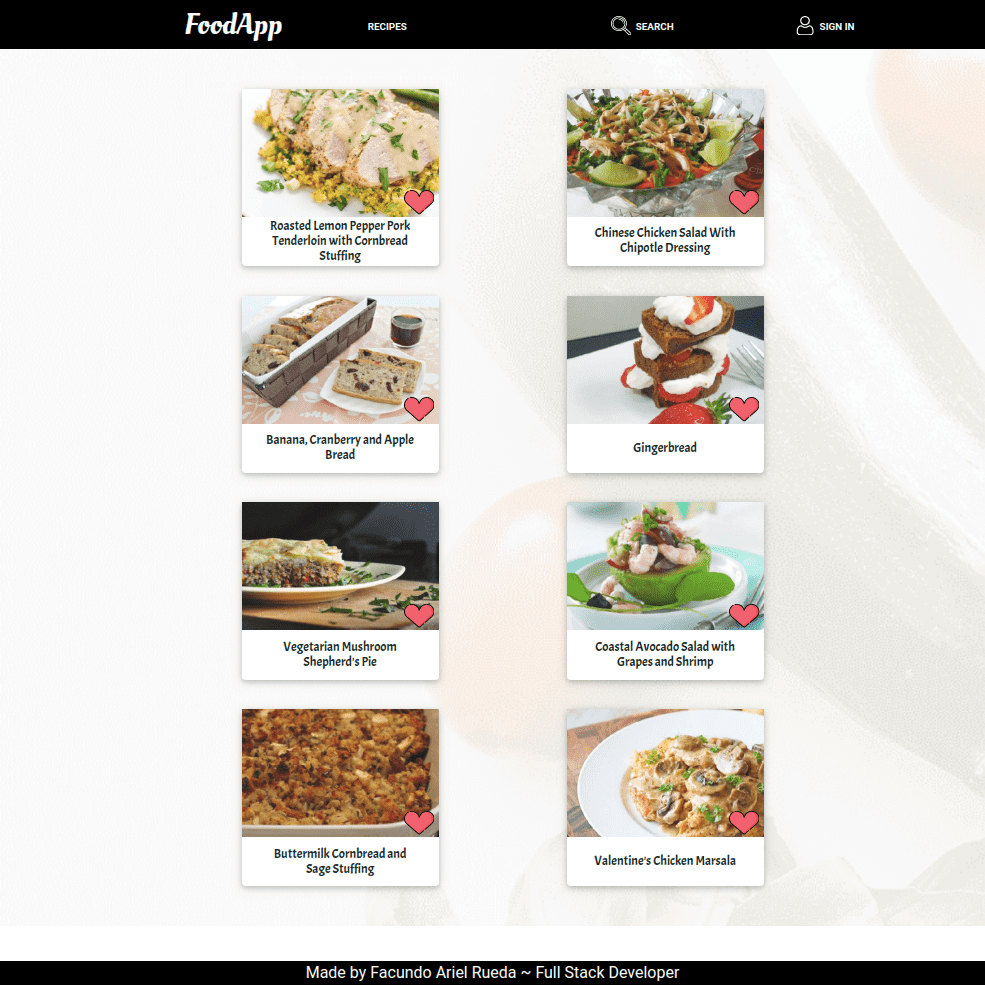 FoodApp RECIPES SEARCH SIGN IN
Roasted Lemon Pepper Pork
Tenderloin with Cornbread
Stuffing
Chinese Chicken Salad With
Chipotle Dressing
Banana, Cranberry and Apple
Bread
Gingerbread
Vegetarian Mushroom
Shepherd's Pie
Coastal Avocado Salad with
Grapes and Shrimp
Buttermilk Cornbread and
Sage Stuffing
Valentine's Chicken Marsala
Made by Facundo Ariel Rueda ~ Full Stack Developer